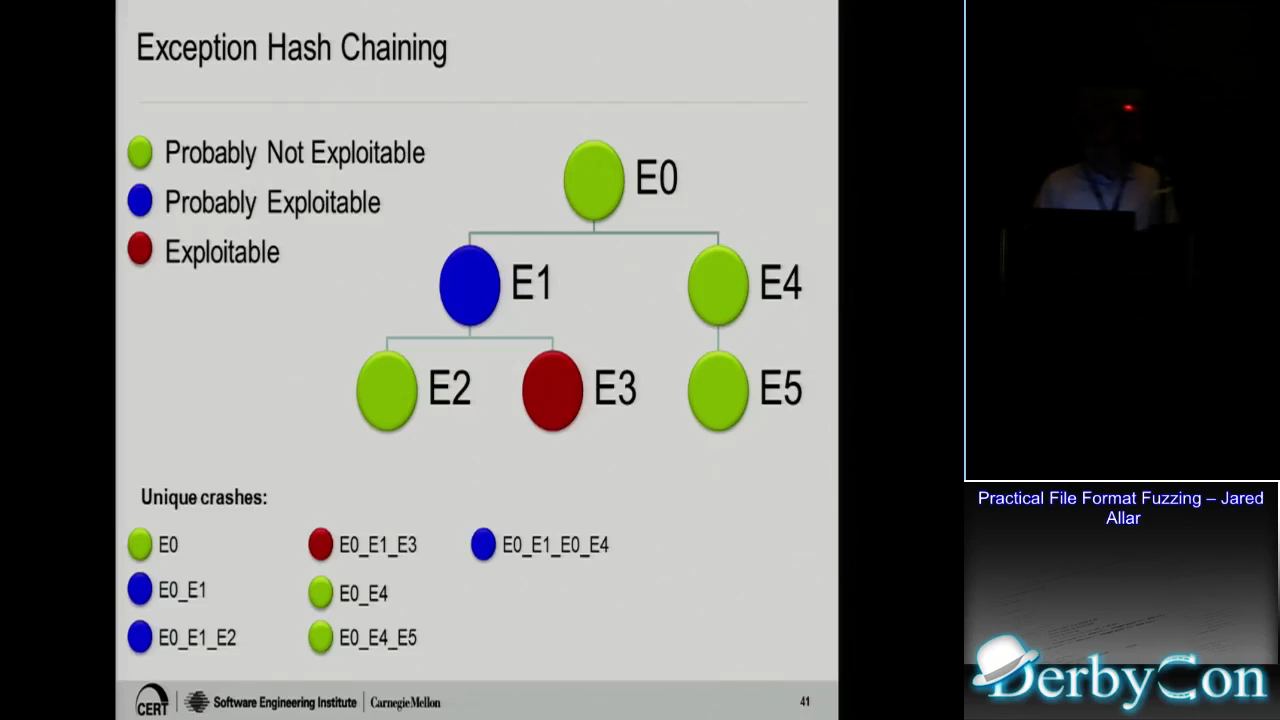 Exception Hash Chaining
Probably Not Exploitable
Probably Exploitable
Exploitable
E0
E1
E4
E2
E3
E5
Unique crashes:
E0
E0_E1_E3
E0_E1_E0_E4
E0_E1
E0_E4
E0_E1_E2
E0_E4_E5
CERT
Software Engineering Institute
Carnegie Mellon
41
Practical File Format Fuzzing – Jared
Allar
DerbyCon